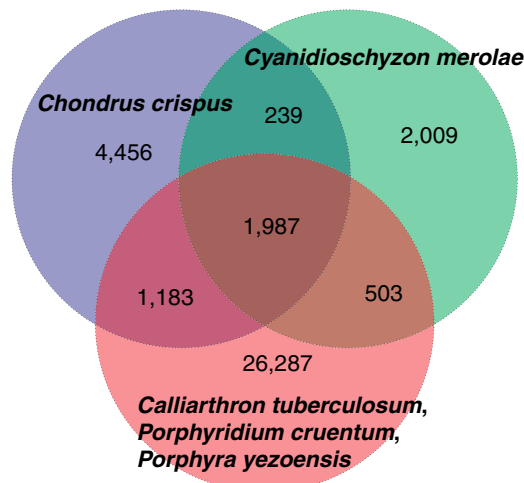 Cyanidioschyzon merolae
Chondrus crispus
239
4,456
2,009
1,987
1,183
503
26,287
Calliarthron tuberculosum,
Porphyridium cruentum,
Porphyra yezoensis